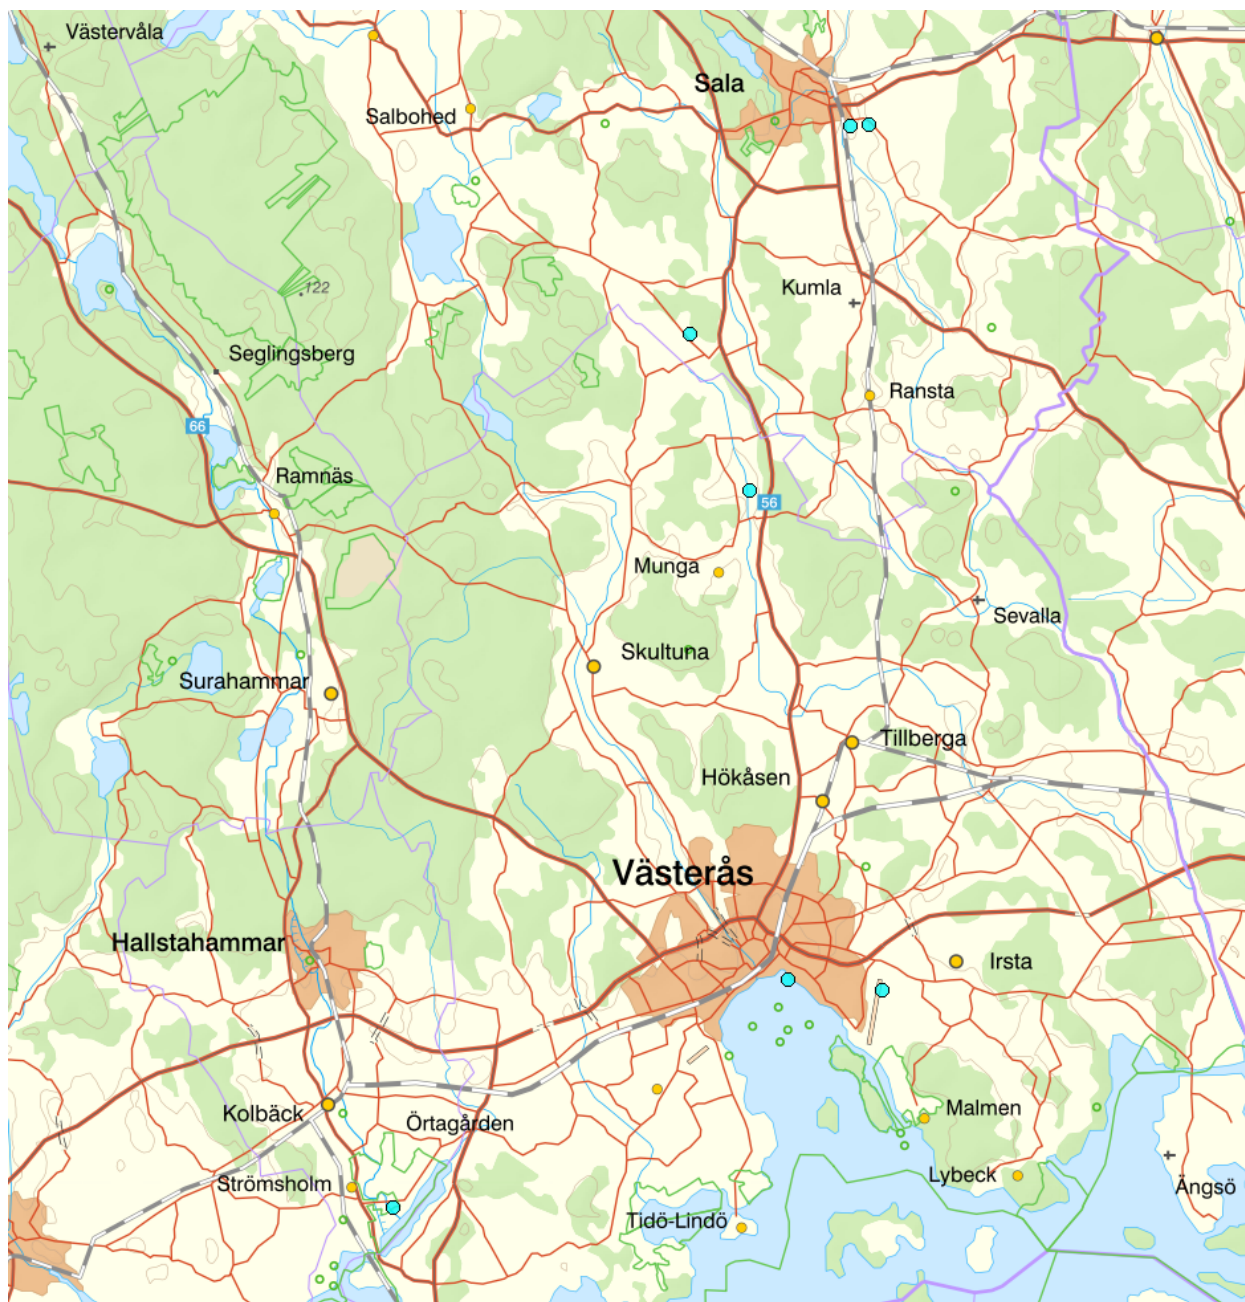 Västervåla
Sala
Salbohed
Kumla
122
Seglingsberg
Ransta
66
Ramnäs
56
Munga
Sevalla
Skultuna
Surahammar
Tillberga
Hökåsen
Västerås
Hallstahammar
Irsta
Kolbäck
Örtagården
Malmen
Lybeck
Strömsholm
Ängsö
Tidö-Lindö